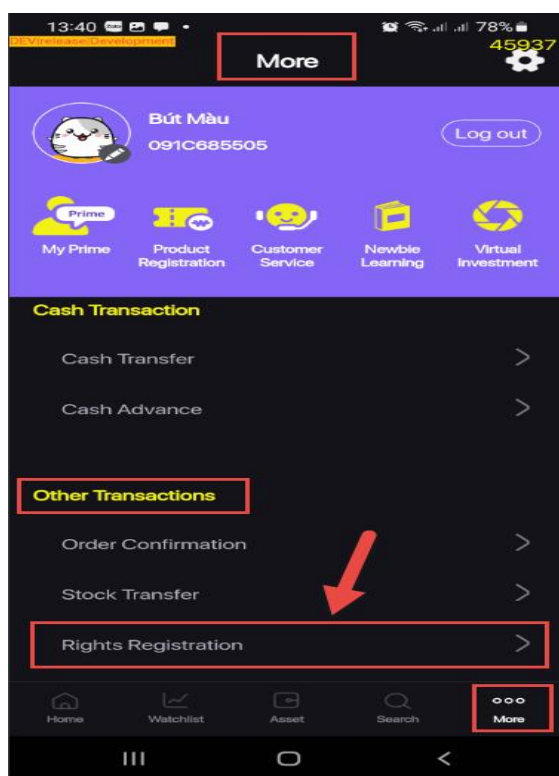 13:40
78%
DEV/release/Development
45937
More
Bút Màu
091C685505
Log out
Prime
My Prime
Product
Registration
Customer
Service
Newbie
Learning
Virtual
Investment
Cash Transaction
Cash Transfer
Cash Advance
Other Transactions
Order Confirmation
Stock Transfer
Rights Registration
Home
Watchlist
Asset
Search
More